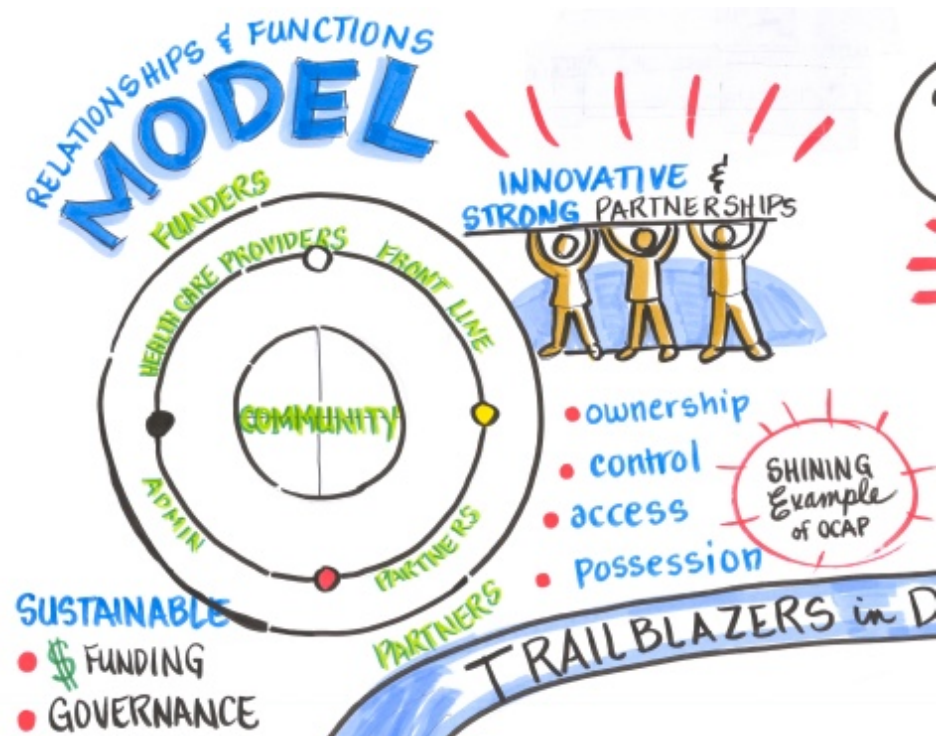 RELATIONSHIPS & FUNCTIONS
MODEL
FUNDERS
HEALTH CARE PROVIDERS
FRONT LINE
COMMUNITY
ADMIN
PARTNERS
PARTNERS
SUSTAINABLE
$ FUNDING
GOVERNANCE
INNOVATIVE &
STRONG PARTNERSHIPS
ownership
control
access
possession
SHINING
Example
of OCAP
TRAILBLAZERS in D